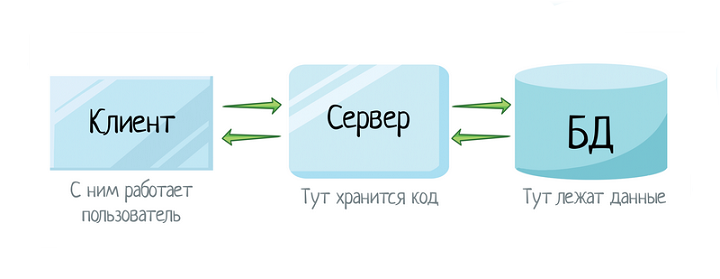 Клиент
Сервер
БД
С ним работает
пользователь
Тут хранится код
Тут лежат данные